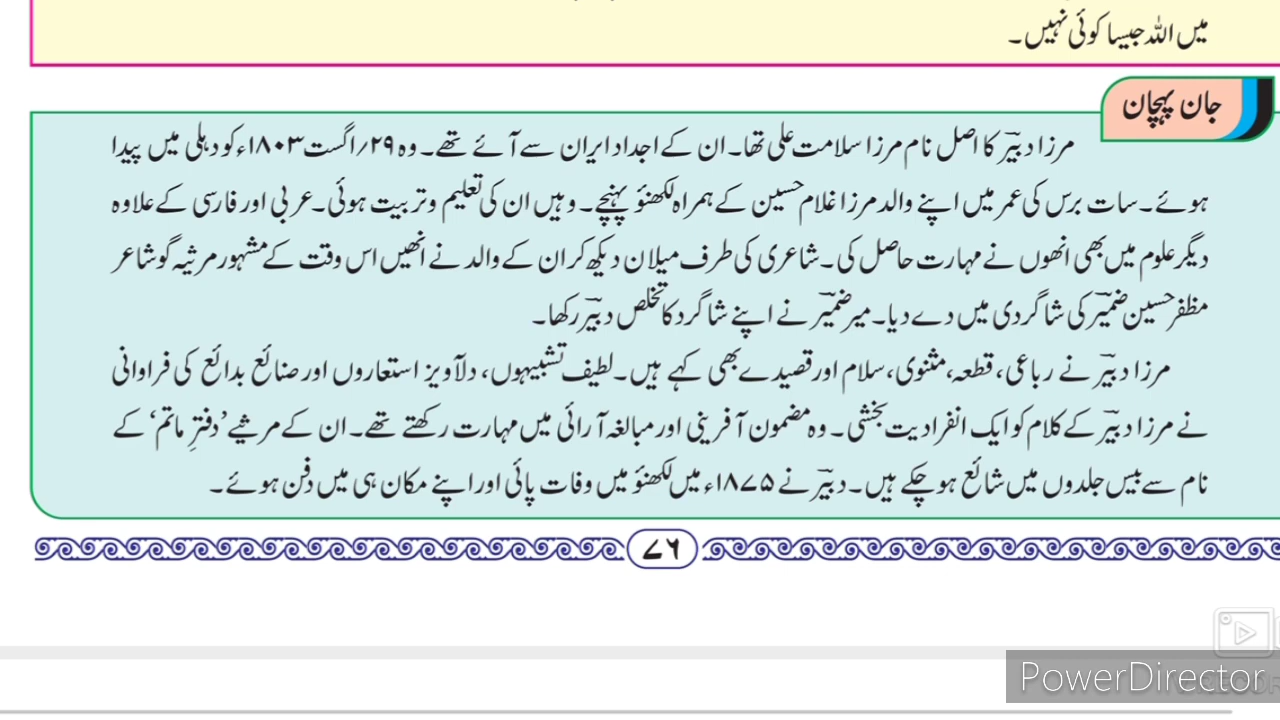 میں اللہ جیسا کوئی نہیں۔
جان پہچان
مرزا دبیرؔ کا اصل نام مرزا سلامت علی تھا۔ ان کے اجداد ایران سے آئے تھے۔ وہ ۲۹/ اگست ۱۸۰۳ء کو دہلی میں پیدا
ہوئے۔ سات برس کی عمر میں اپنے والد مرزا غلام حسین کے ہمراہ لکھنؤ پہنچے۔ وہیں ان کی تعلیم و تربیت ہوئی۔ عربی اور فارسی کے علاوہ
دیگر علوم میں بھی انھوں نے مہارت حاصل کی۔ شاعری کی طرف میلان دیکھ کر ان کے والد نے انھیں اس وقت کے مشہور مرثیہ گو شاعر
مظفر حسین ضمیرؔ کی شاگردی میں دے دیا۔ میر ضمیرؔ نے اپنے شاگرد کا تخلص دبیرؔ رکھا۔
مرزا دبیرؔ نے رباعی، قطعہ، مثنوی، سلام اور قصیدے بھی کہے ہیں۔ لطیف تشبیہوں، دلآویز استعاروں اور صنائع بدائع کی فراوانی
نے مرزا دبیرؔ کے کلام کو ایک انفرادیت بخشی۔ وہ مضمون آفرینی اور مبالغہ آرائی میں مہارت رکھتے تھے۔ ان کے مرثیے ’دفترِ ماتم‘ کے
نام سے بیس جلدوں میں شائع ہو چکے ہیں۔ دبیرؔ نے ۱۸۷۵ء میں لکھنؤ میں وفات پائی اور اپنے مکان ہی میں دفن ہوئے۔
۷۶
PowerDirector